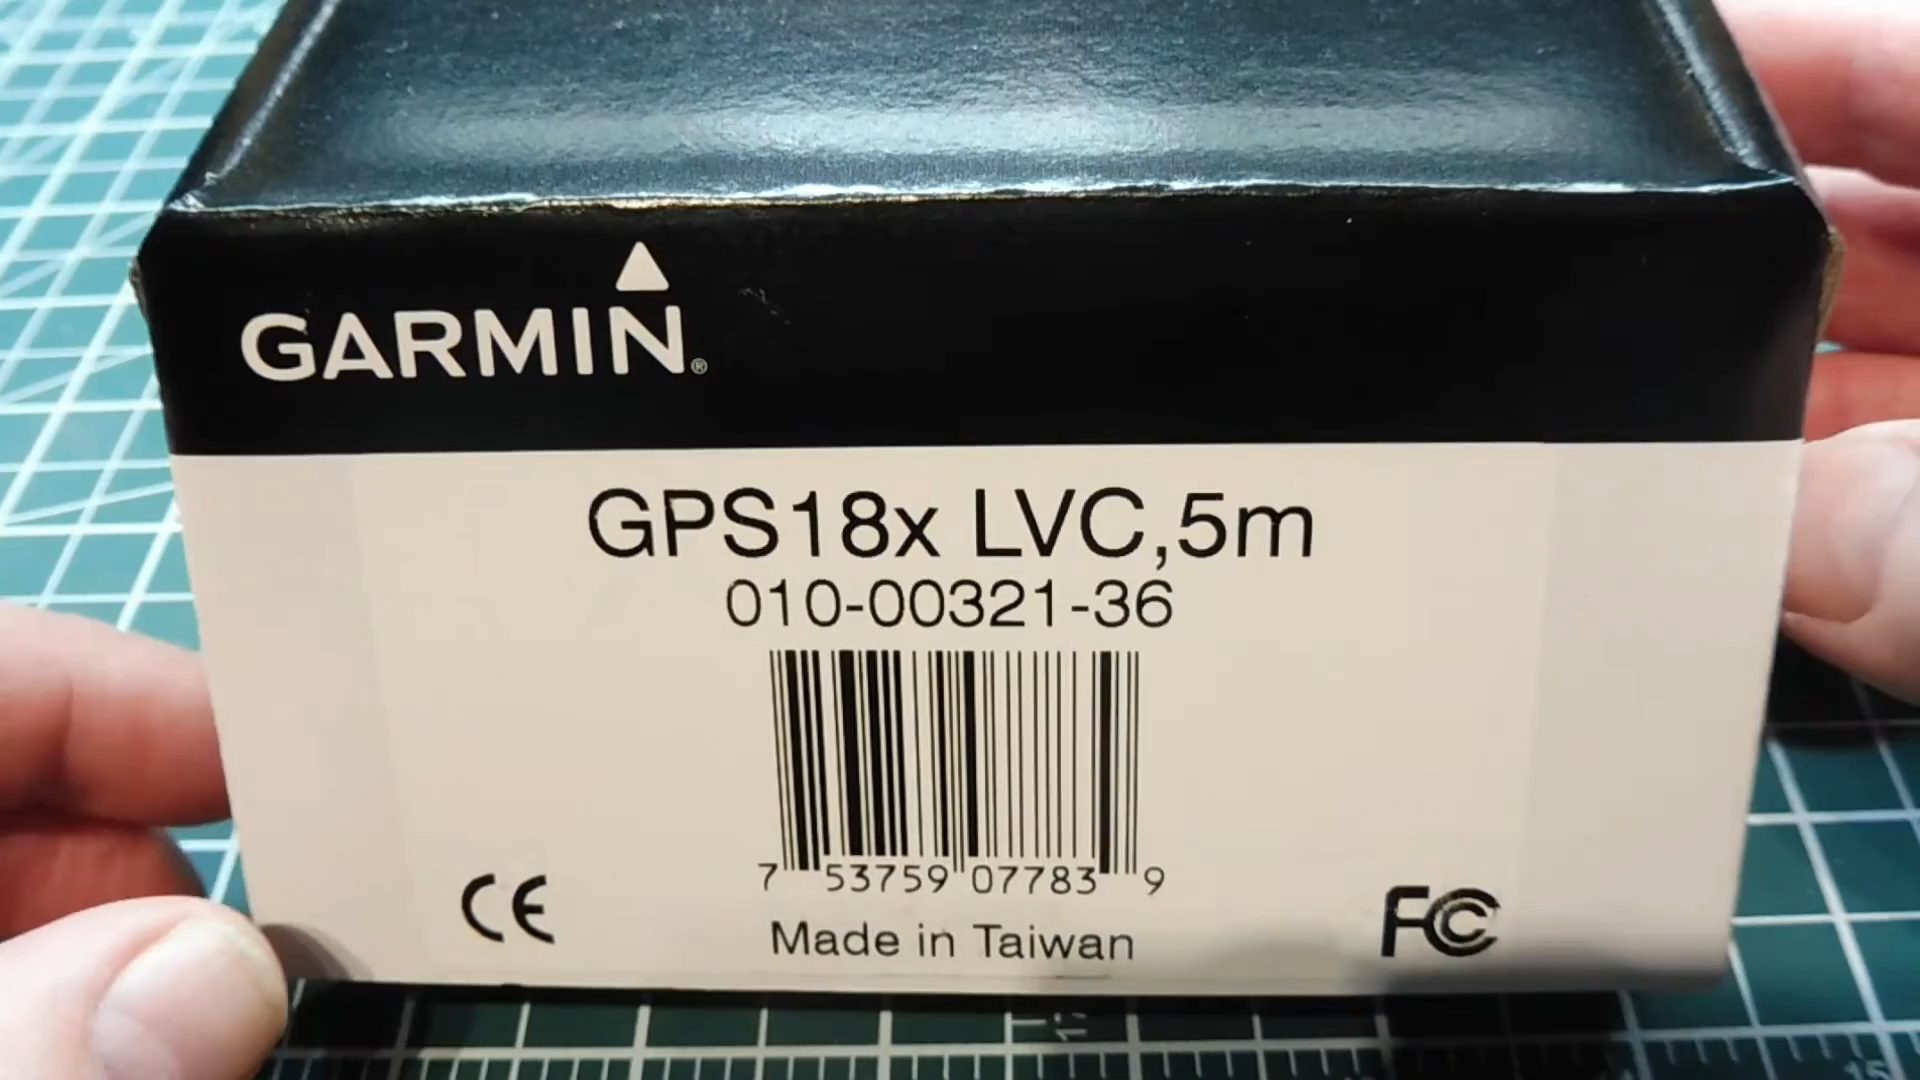 GARMIN®
GPS18x LVC,5m
010-00321-36
7 53759 07783 9
CE
Made in Taiwan
FC